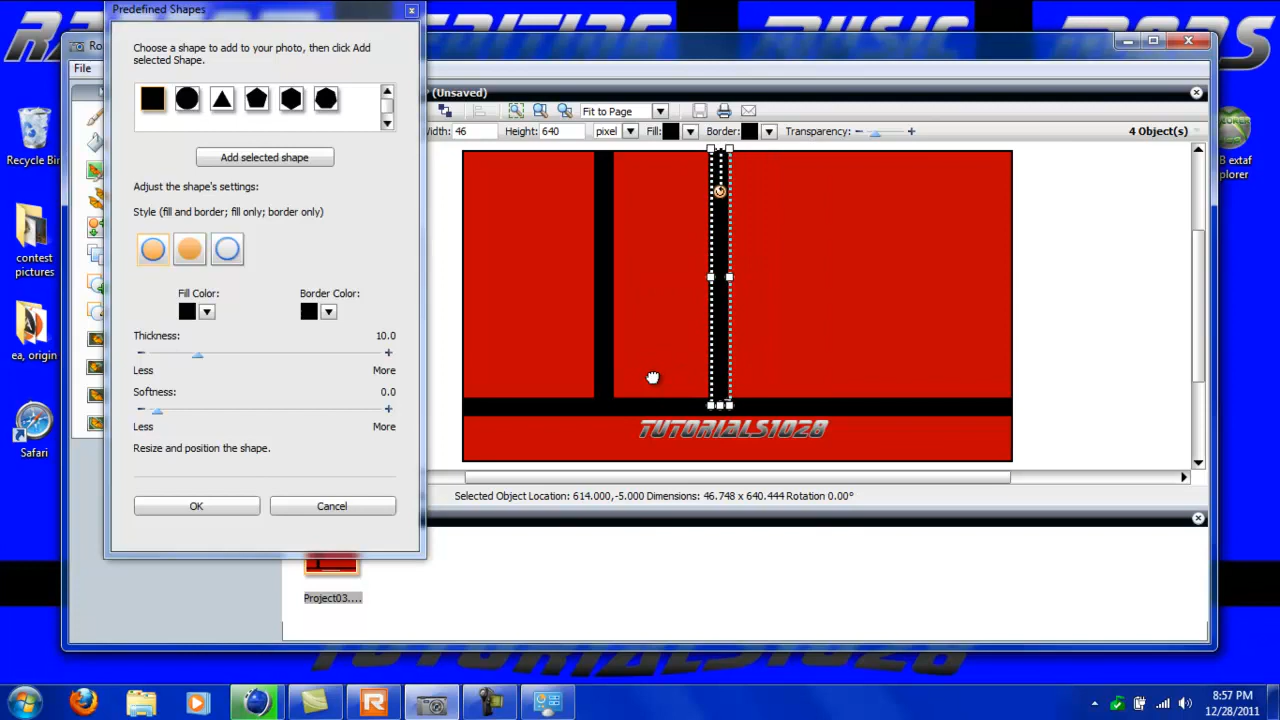 Predefined Shapes
Choose a shape to add to your photo, then click Add
selected Shape.
Add selected shape
Adjust the shape's settings:
Style (fill and border; fill only; border only)
Fill Color:
Border Color:
Thickness:
10.0
Less
More
Softness:
0.0
Less
More
Resize and position the shape.
OK
Cancel
File
(Unsaved)
Fit to Page
Width: 46
Height: 640
pixel
Fill:
Border:
Transparency:
4 Object(s)
TUTORIALS1028
Selected Object Location: 614.000,-5.000 Dimensions: 46.748 x 640.444 Rotation 0.00°
Project03....
Recycle Bin
contest
pictures
ea, origin
Safari
MUSIC
TUTORIALS1028
8:57 PM
12/28/2011